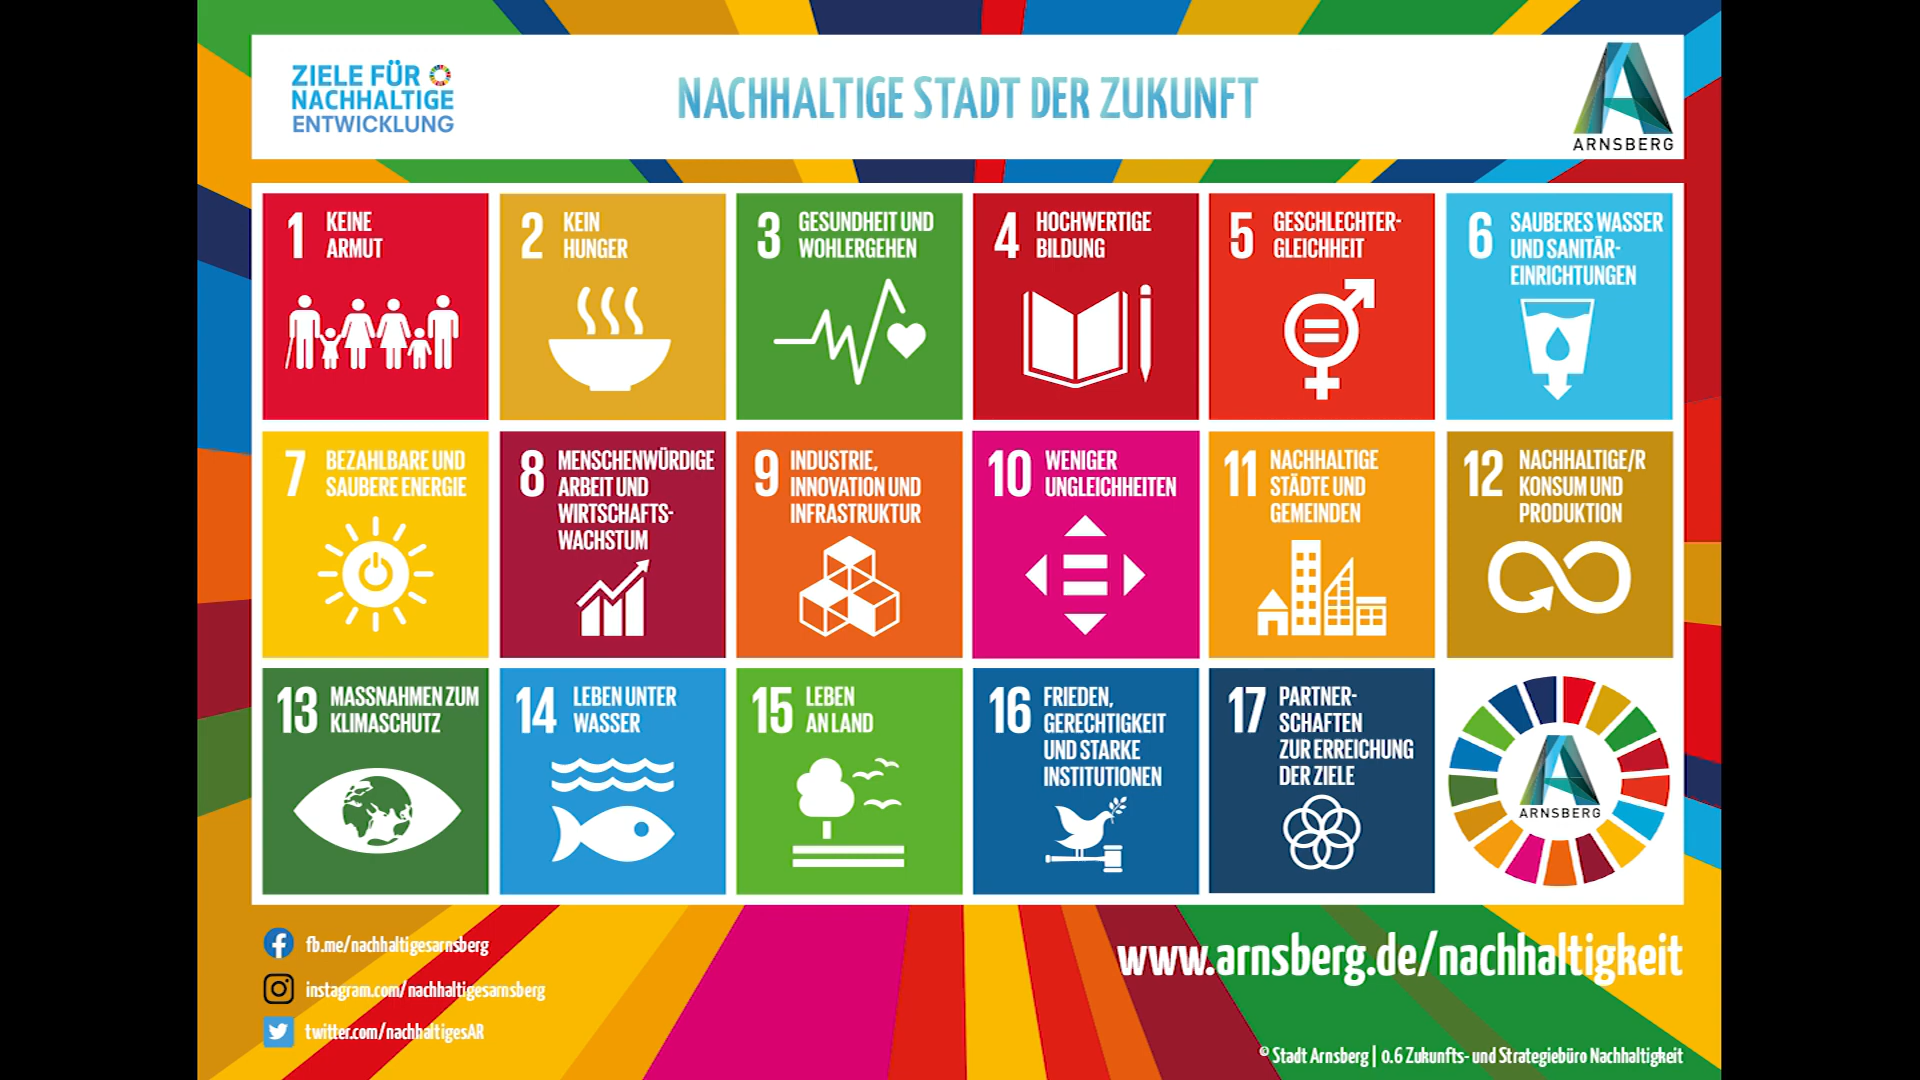 ZIELE FÜR
NACHHALTIGE
ENTWICKLUNG
NACHHALTIGE STADT DER ZUKUNFT
ARNSBERG
1 KEINE
ARMUT
2 KEIN
HUNGER
3 GESUNDHEIT UND
WOHLERGEHEN
4 HOCHWERTIGE
BILDUNG
5 GESCHLECHTER-
GLEICHHEIT
6 SAUBERES WASSER
UND SANITÄR-
EINRICHTUNGEN
7 BEZAHLBARE UND
SAUBERE ENERGIE
8 MENSCHENWÜRDIGE
ARBEIT UND
WIRTSCHAFTS-
WACHSTUM
9 INDUSTRIE,
INNOVATION UND
INFRASTRUKTUR
10 WENIGER
UNGLEICHHEITEN
11 NACHHALTIGE
STÄDTE UND
GEMEINDEN
12 NACHHALTIGE/R
KONSUM UND
PRODUKTION
13 MASSNAHMEN ZUM
KLIMASCHUTZ
14 LEBEN UNTER
WASSER
15 LEBEN
AN LAND
16 FRIEDEN,
GERECHTIGKEIT
UND STARKE
INSTITUTIONEN
17 PARTNER-
SCHAFTEN
ZUR ERREICHUNG
DER ZIELE
ARNSBERG
fb.me/nachhaltigesarnsberg
instagram.com/nachhaltigesarnsberg
twitter.com/nachhaltigesAR
www.arnsberg.de/nachhaltigkeit
© Stadt Arnsberg | 0.6 Zukunfts- und Strategiebüro Nachhaltigkeit